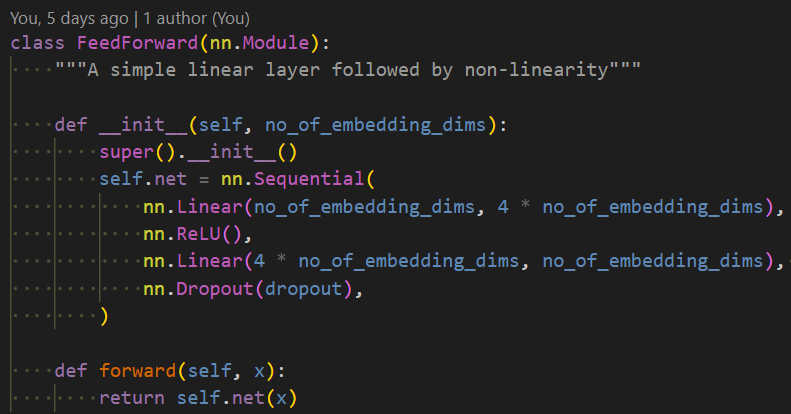 You, 5 days ago | 1 author (You)
class FeedForward(nn.Module):
    """A simple linear layer followed by non-linearity"""

    def __init__(self, no_of_embedding_dims):
        super().__init__()
        self.net = nn.Sequential(
            nn.Linear(no_of_embedding_dims, 4 * no_of_embedding_dims),
            nn.ReLU(),
            nn.Linear(4 * no_of_embedding_dims, no_of_embedding_dims),
            nn.Dropout(dropout),
        )

    def forward(self, x):
        return self.net(x)